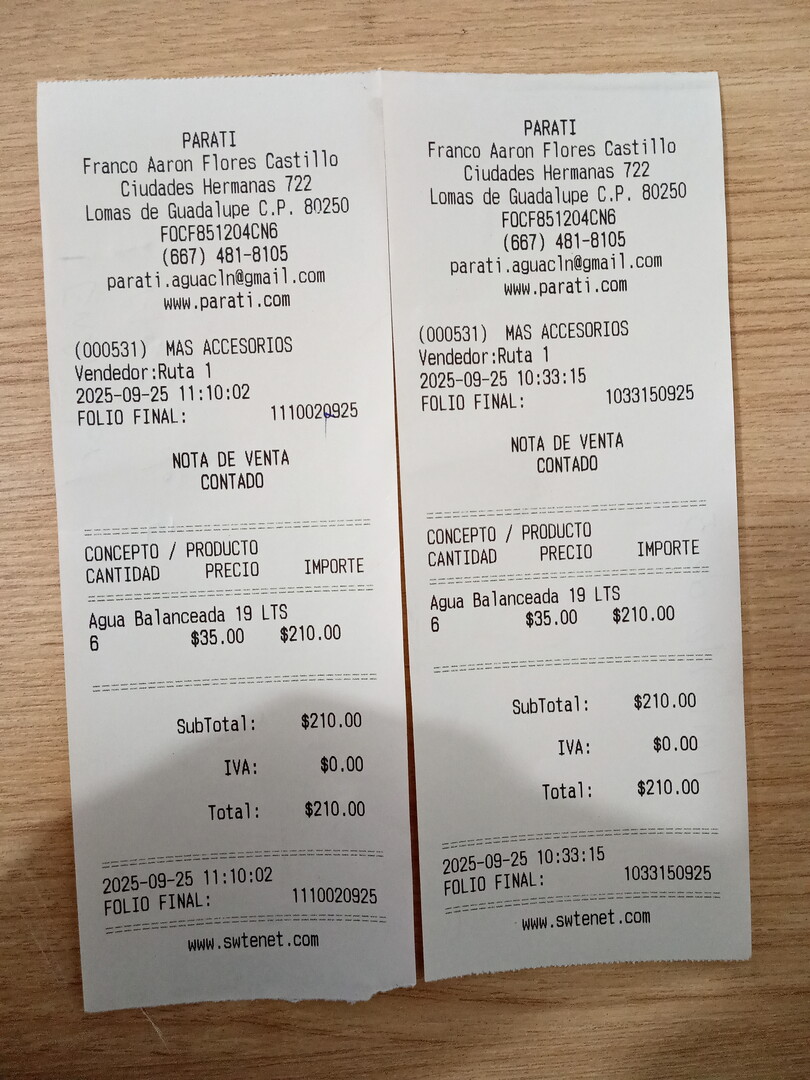 PARATI
Franco Aaron Flores Castillo
Ciudades Hermanas 722
Lomas de Guadalupe C.P. 80250
FOCF851204CN6
(667) 481-8105
parati.aguacln@gmail.com
www.parati.com
(000531) MAS ACCESORIOS
Vendedor:Ruta 1
2025-09-25 11:10:02
FOLIO FINAL: 1110020925
NOTA DE VENTA
CONTADO
CONCEPTO / PRODUCTO
CANTIDAD PRECIO IMPORTE
Agua Balanceada 19 LTS
6 $35.00 $210.00
SubTotal: $210.00
IVA: $0.00
Total: $210.00
2025-09-25 11:10:02
FOLIO FINAL: 1110020925
www.swtenet.com
PARATI
Franco Aaron Flores Castillo
Ciudades Hermanas 722
Lomas de Guadalupe C.P. 80250
FOCF851204CN6
(667) 481-8105
parati.aguacln@gmail.com
www.parati.com
(000531) MAS ACCESORIOS
Vendedor:Ruta 1
2025-09-25 10:33:15
FOLIO FINAL: 1033150925
NOTA DE VENTA
CONTADO
CONCEPTO / PRODUCTO
CANTIDAD PRECIO IMPORTE
Agua Balanceada 19 LTS
6 $35.00 $210.00
SubTotal: $210.00
IVA: $0.00
Total: $210.00
2025-09-25 10:33:15
FOLIO FINAL: 1033150925
www.swtenet.com